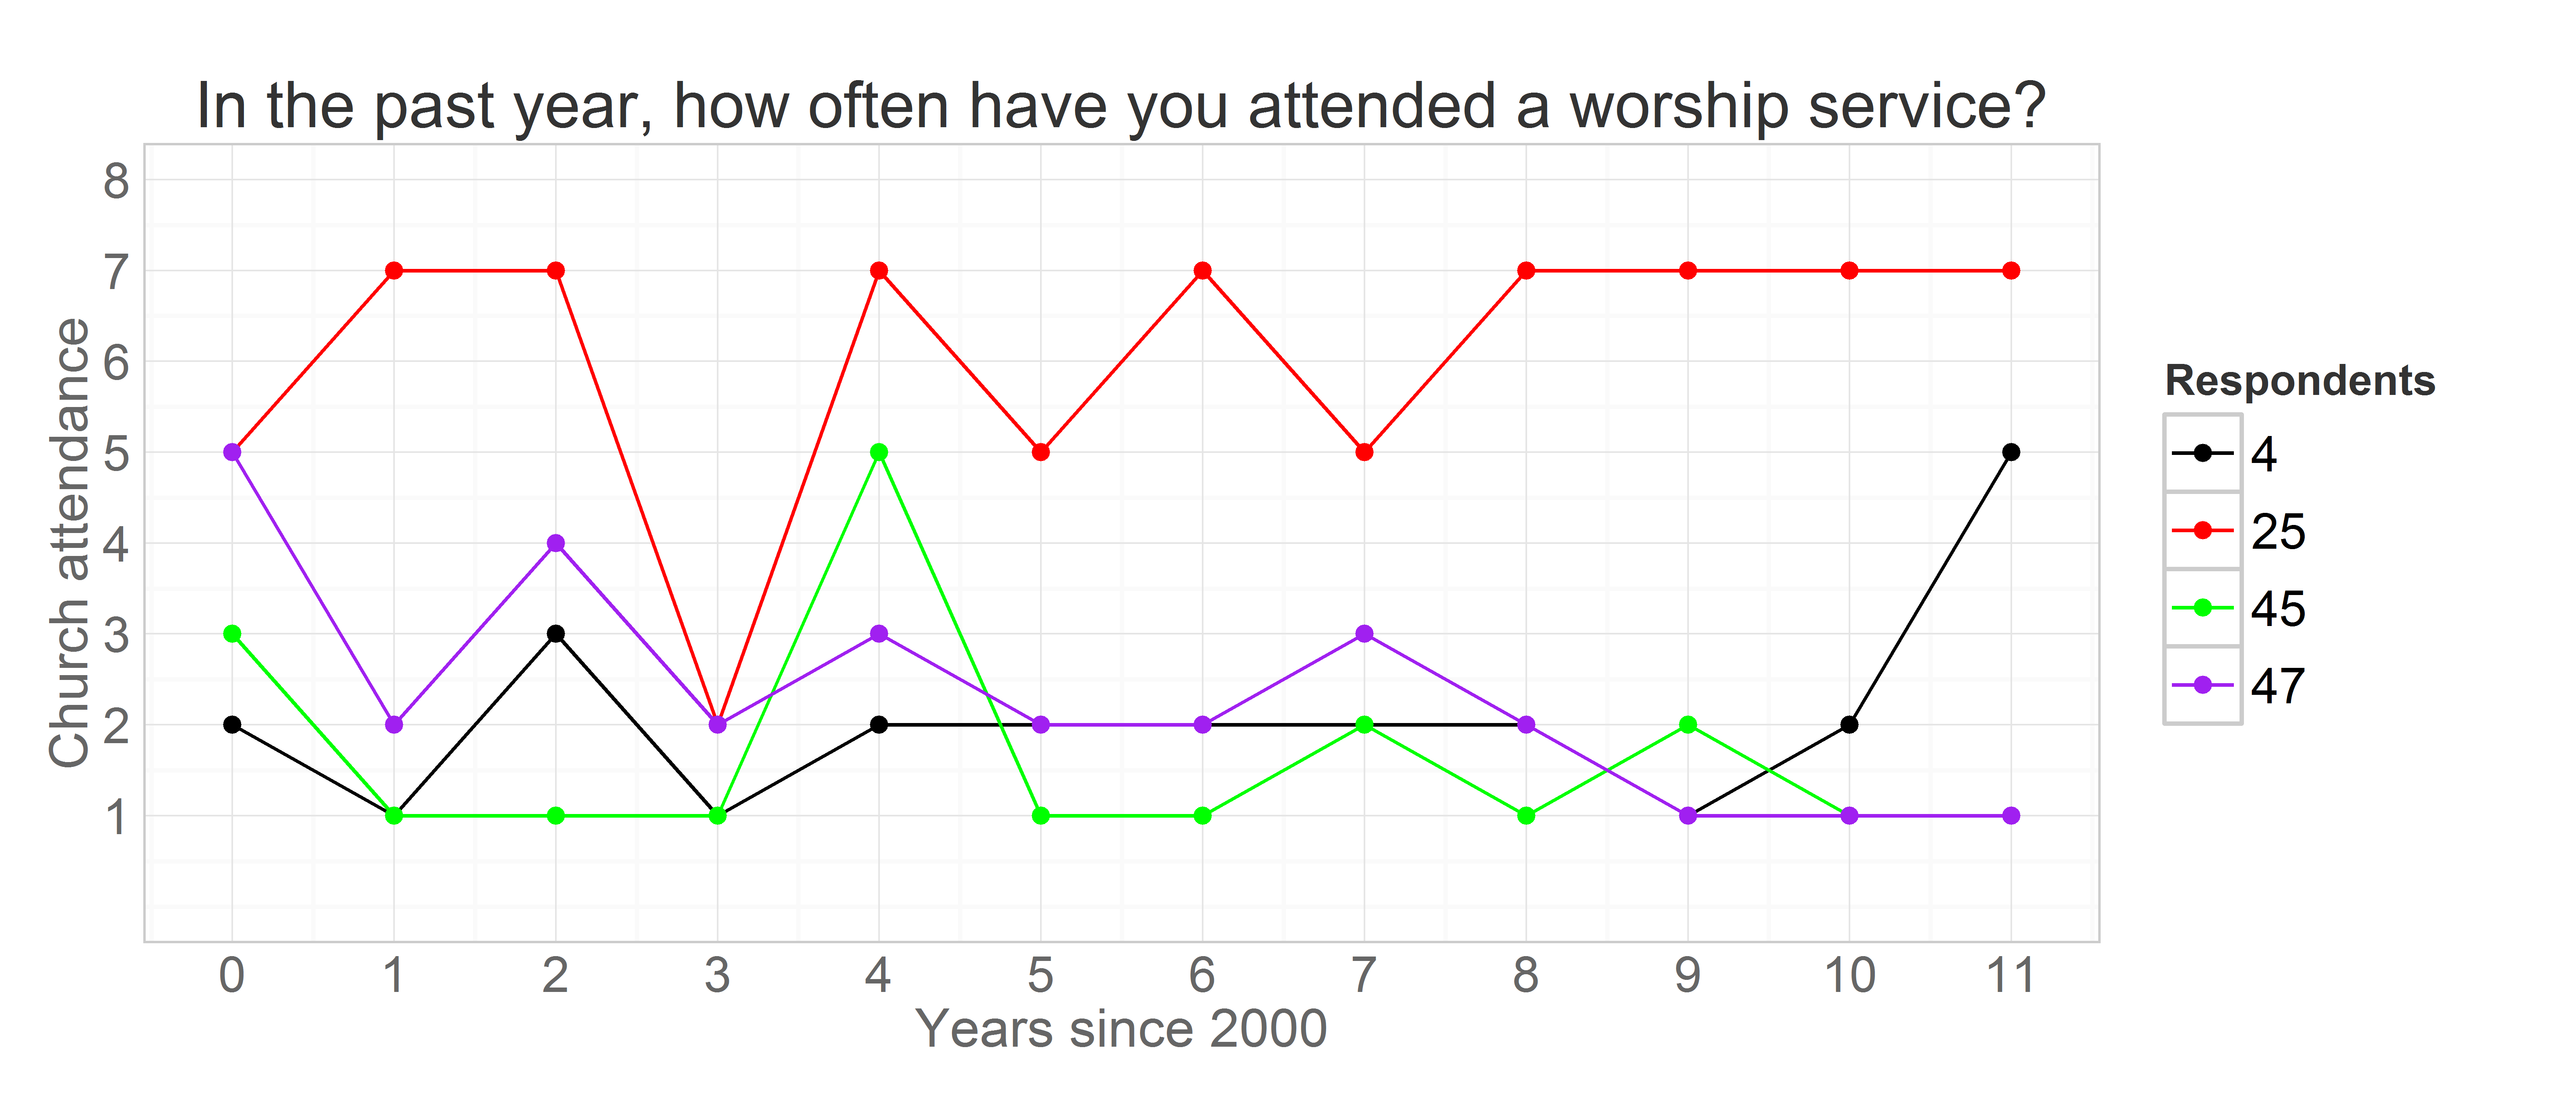 In the past year, how often have you attended a worship service?
Church attendance
8
7
6
5
4
3
2
1
0 1 2 3 4 5 6 7 8 9 10 11
Years since 2000
Respondents
4
25
45
47